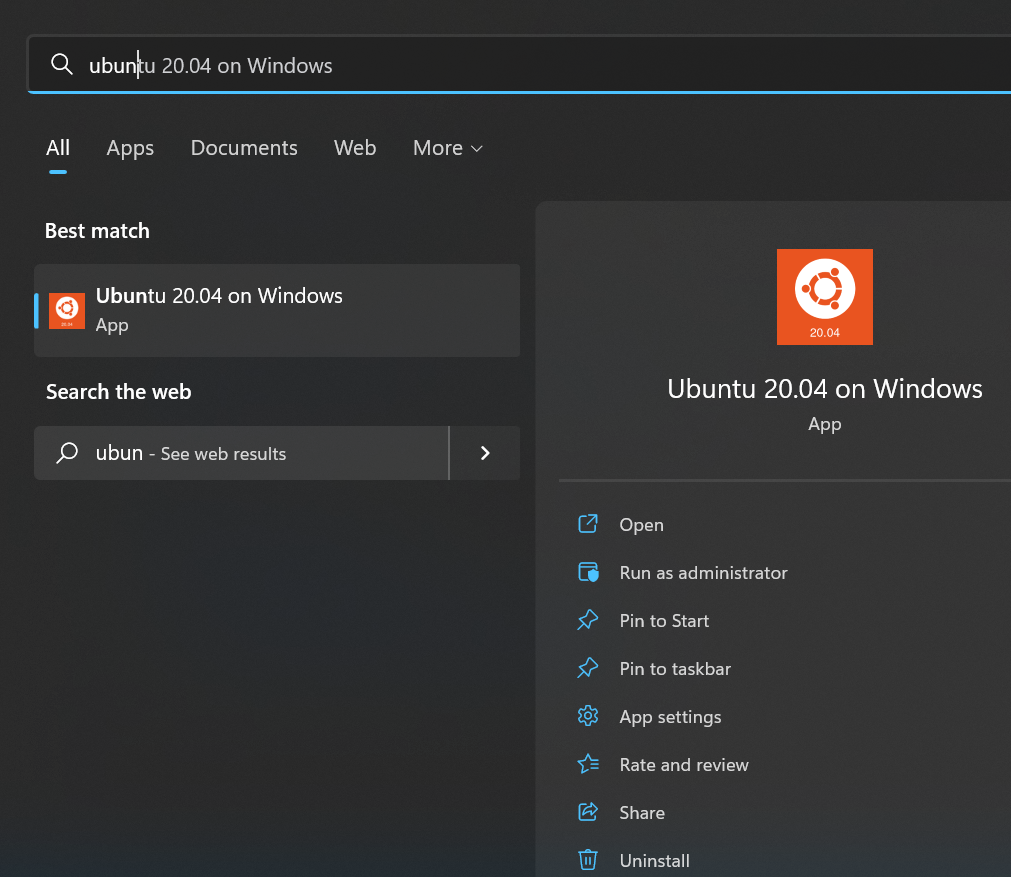 ubuntu 20.04 on Windows
All Apps Documents Web More
Best match
Ubuntu 20.04 on Windows
App
20.04
Search the web
ubun - See web results
20.04
Ubuntu 20.04 on Windows
App
Open
Run as administrator
Pin to Start
Pin to taskbar
App settings
Rate and review
Share
Uninstall